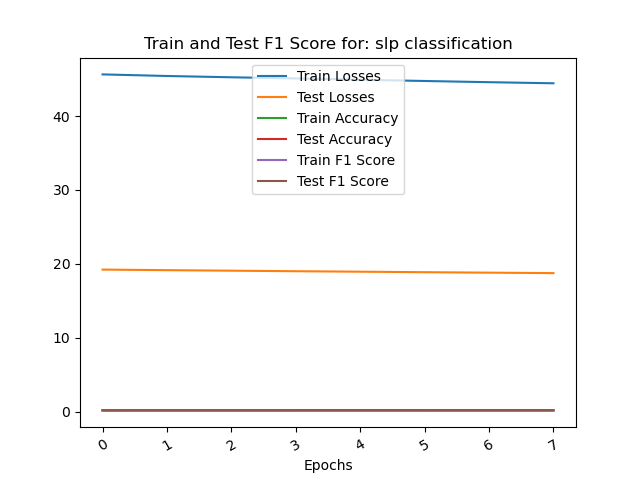 Train and Test F1 Score for: slp classification
Train Losses
Test Losses
Train Accuracy
Test Accuracy
Train F1 Score
Test F1 Score
40
30
20
10
0
0 1 2 3 4 5 6 7
Epochs